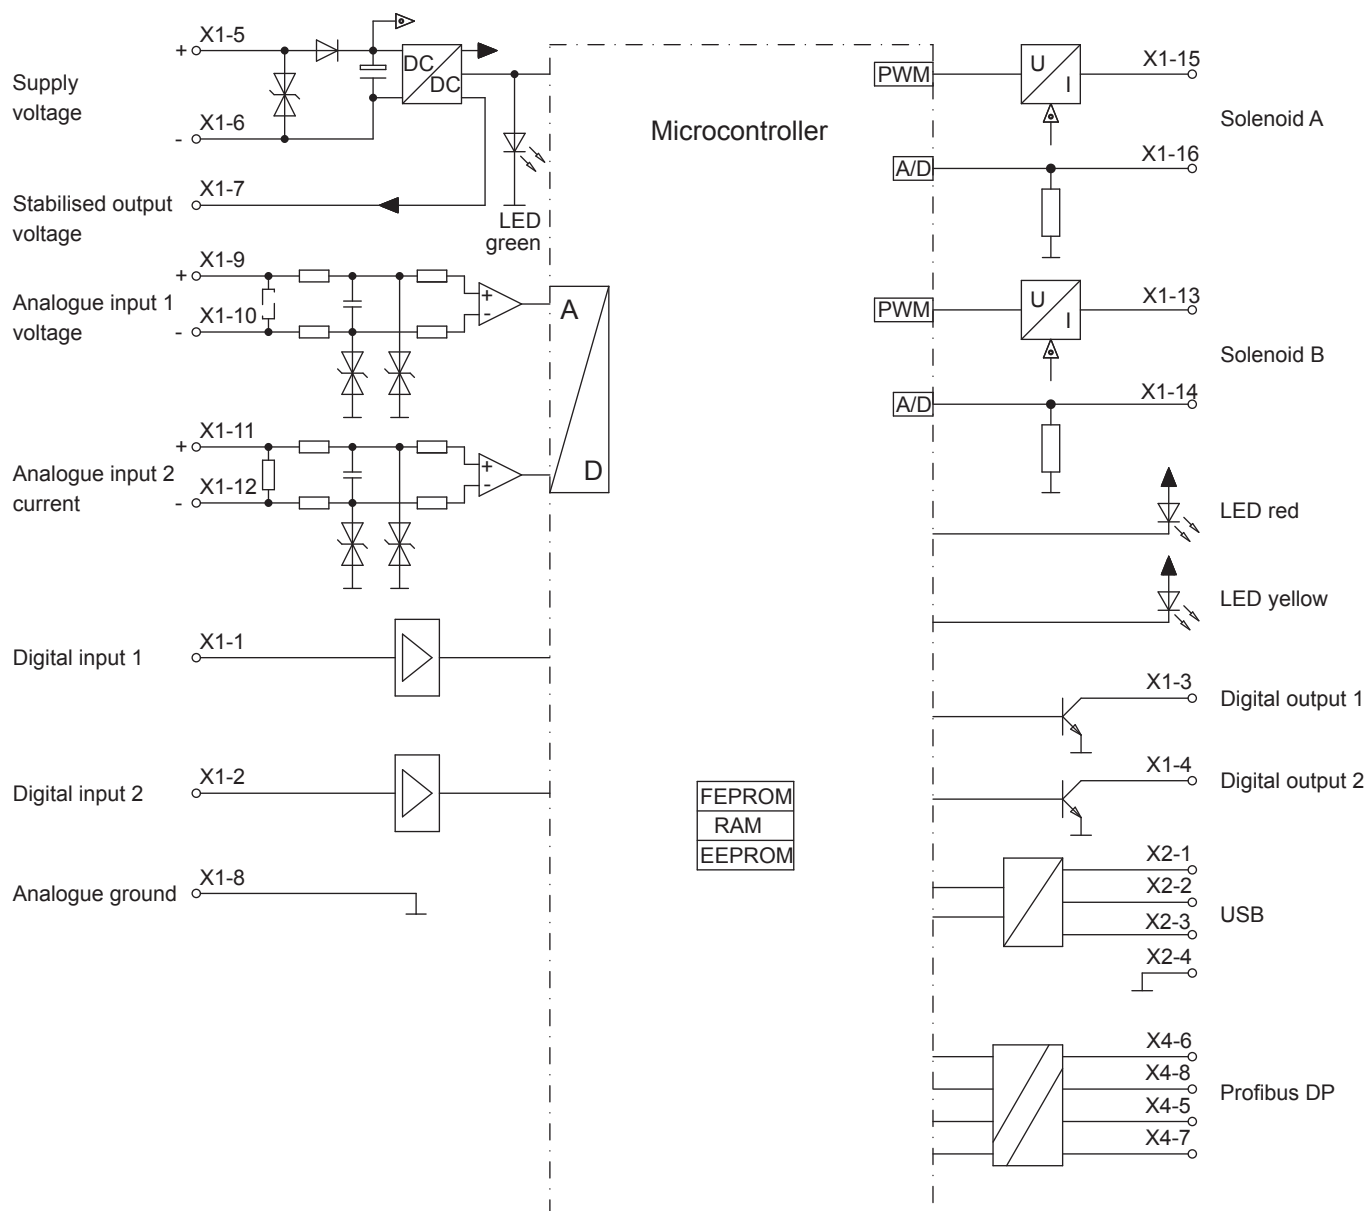 X1-5
+
DC
DC
Supply
voltage
X1-6
-
X1-7
Stabilised output
voltage
LED
green
X1-9
+
Analogue input 1
voltage
X1-10
-
+
-
A
D
X1-11
+
Analogue input 2
current
X1-12
-
+
-
X1-1
Digital input 1
X1-2
Digital input 2
X1-8
Analogue ground
Microcontroller
FEPROM
RAM
EEPROM
PWM
U
I
X1-15
Solenoid A
A/D
X1-16
PWM
U
I
X1-13
Solenoid B
A/D
X1-14
LED red
LED yellow
X1-3
Digital output 1
X1-4
Digital output 2
X2-1
X2-2
USB
X2-3
X2-4
X4-6
X4-8
Profibus DP
X4-5
X4-7